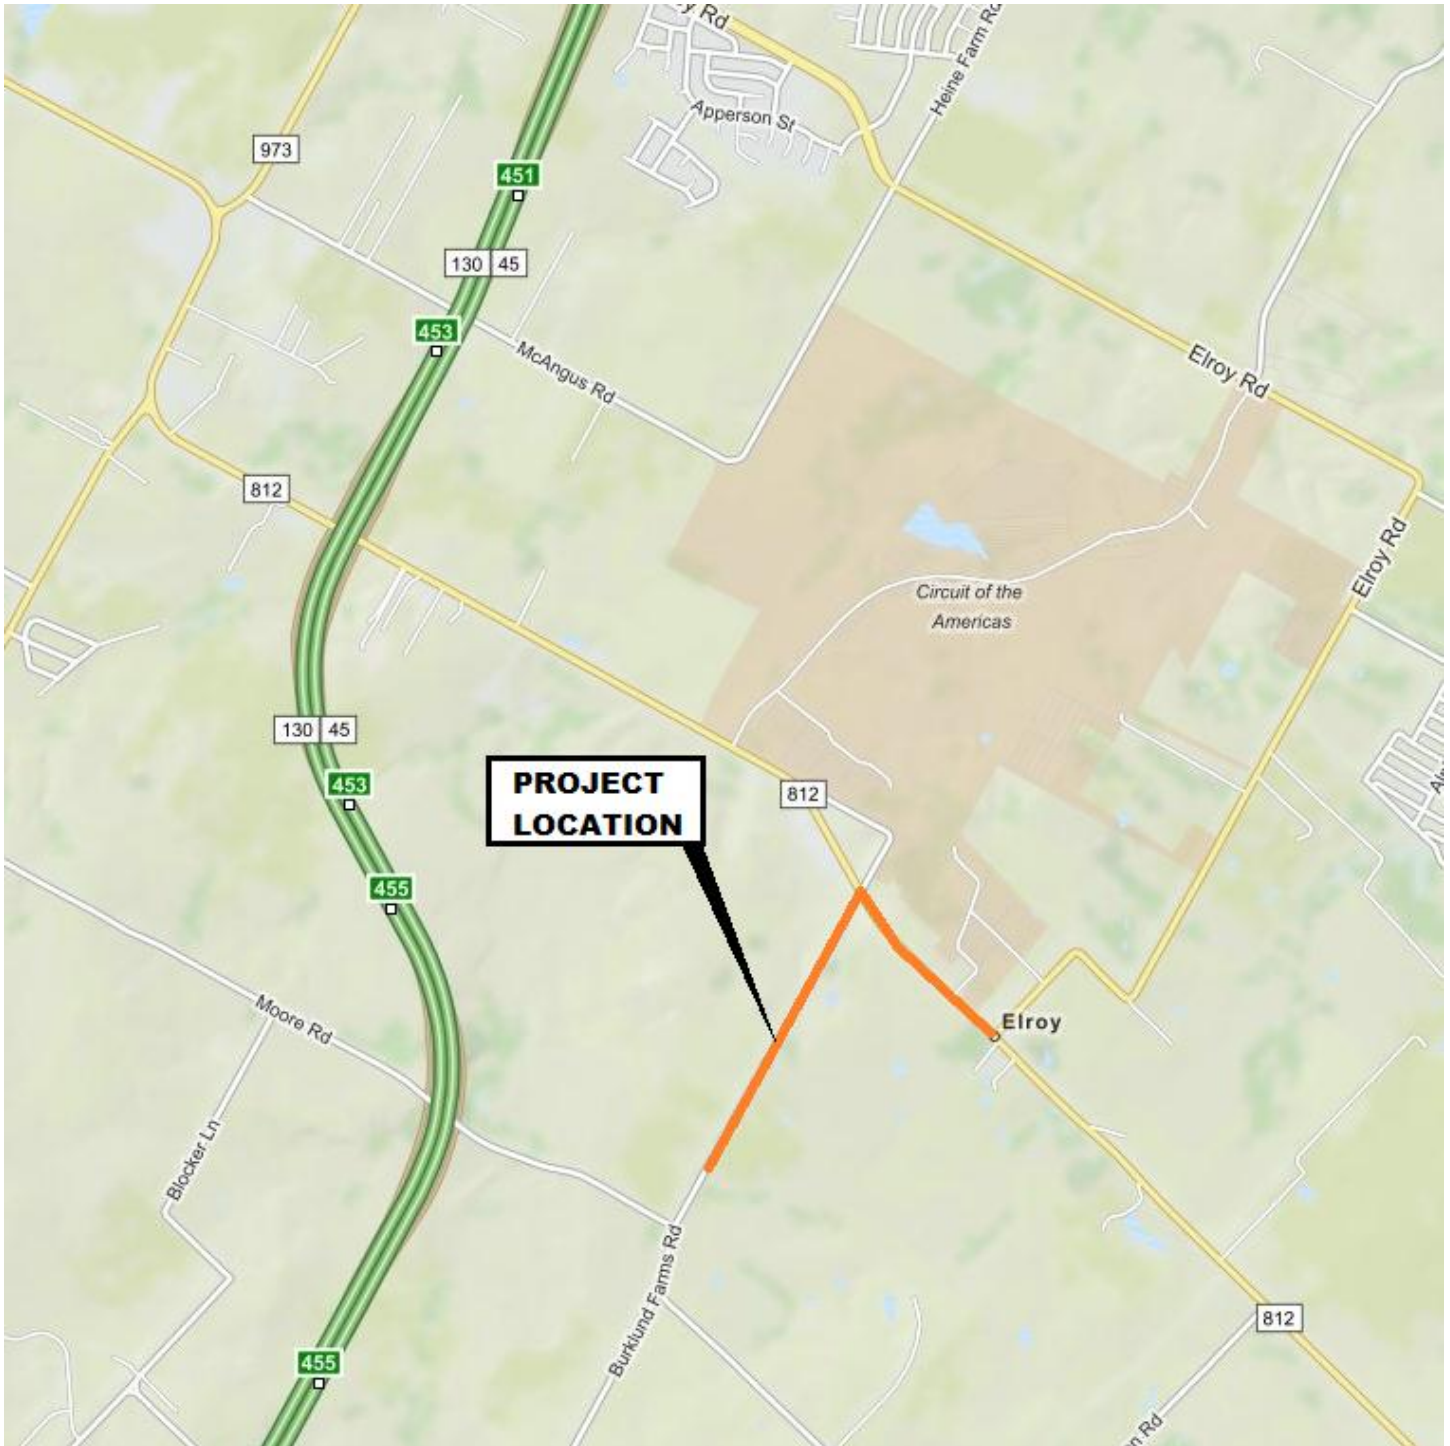 Rd
Heine Farm Rd
Apperson St
973
451
130 45
453
McAngus Rd
Elroy Rd
812
Elroy Rd
Circuit of the
Americas
130 45
453
PROJECT
LOCATION
812
455
Moore Rd
Elroy
Blocker Ln
Burklund Farms Rd
812
455
Rd